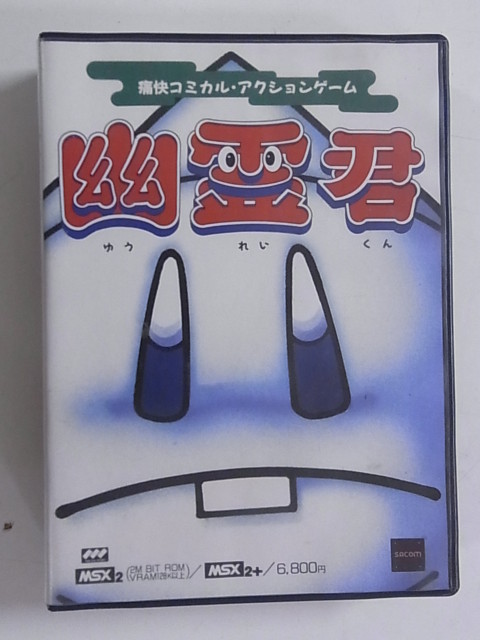 痛快コミカル・アクションゲーム
幽霊君
ゆう れい くん
MSX2 (2M BIT ROM VRAM128K以上) / MSX2+ / 6,800円
sacom